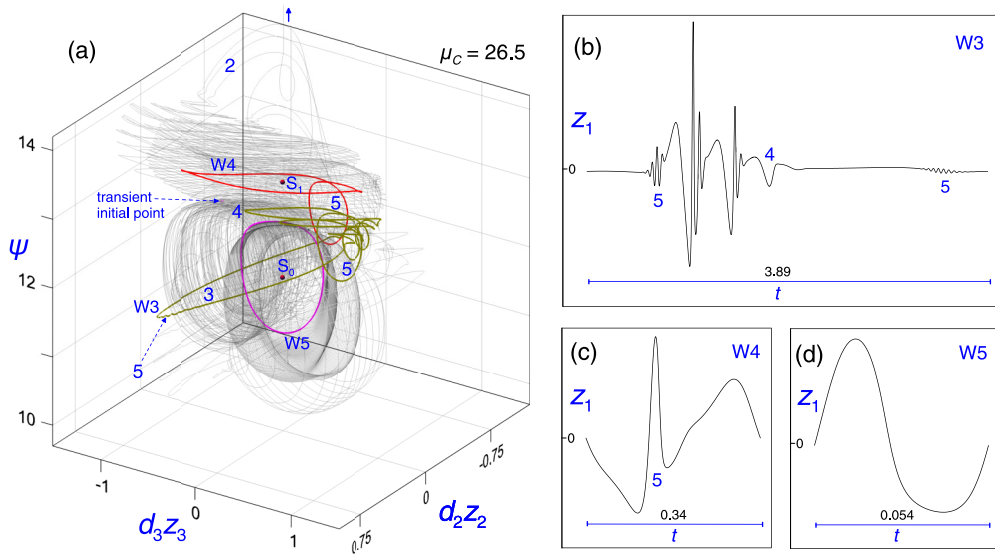 (a)
μC = 26.5
2
14
W4
S1
transient
initial point
4
5
ψ
12
S0
5
3
W3
W5
5
10
-1
0
1
d3z3
0.75
0
-0.75
d2z2
(b)
W3
z1
0
4
5
5
3.89
t
(c)
W4
z1
0
5
0.34
t
(d)
W5
z1
0
0.054
t